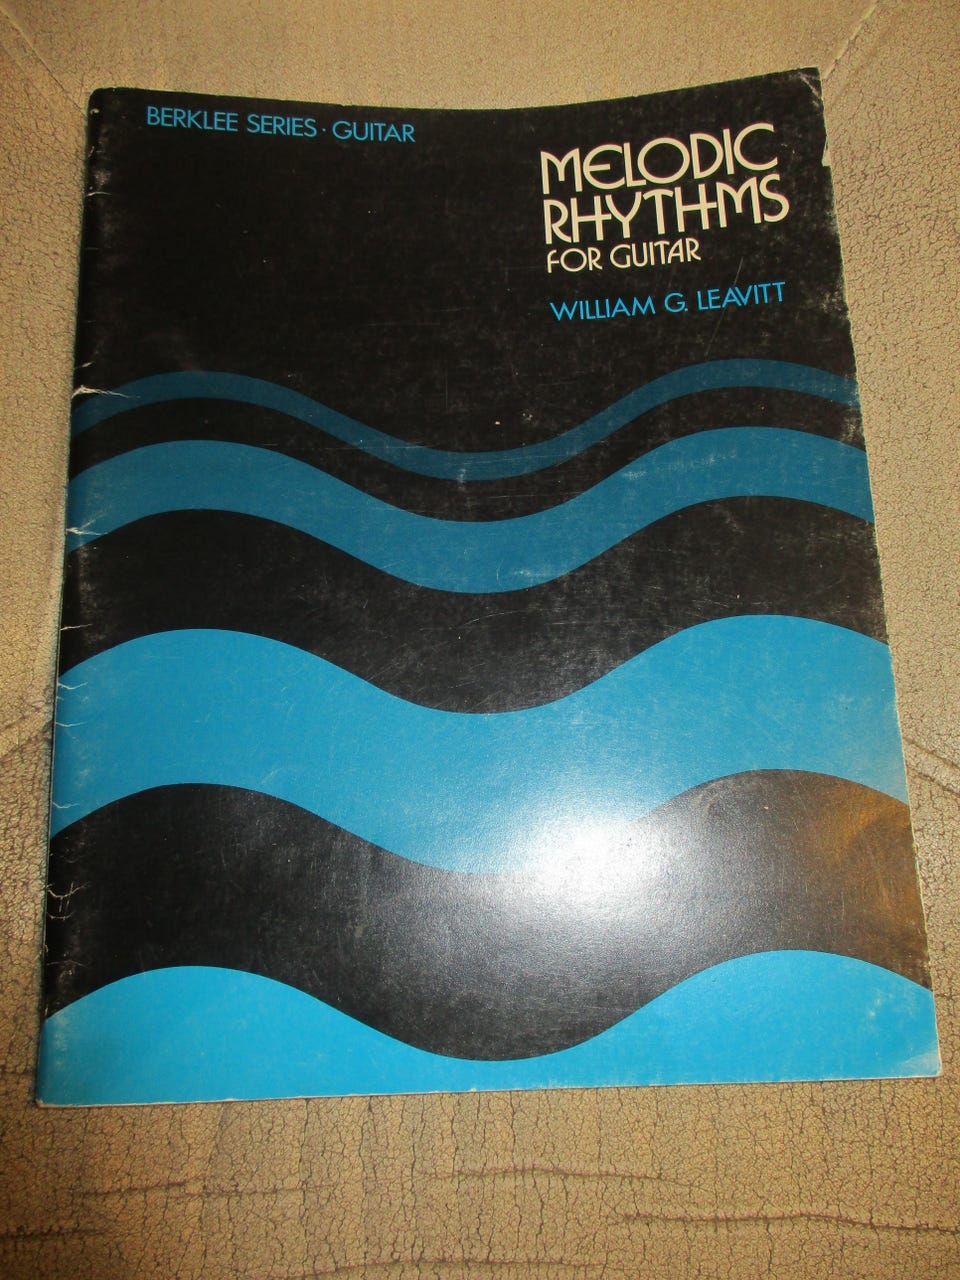 BERKLEE SERIES · GUITAR
MELODIC
RHYTHMS
FOR GUITAR
WILLIAM G. LEAVITT